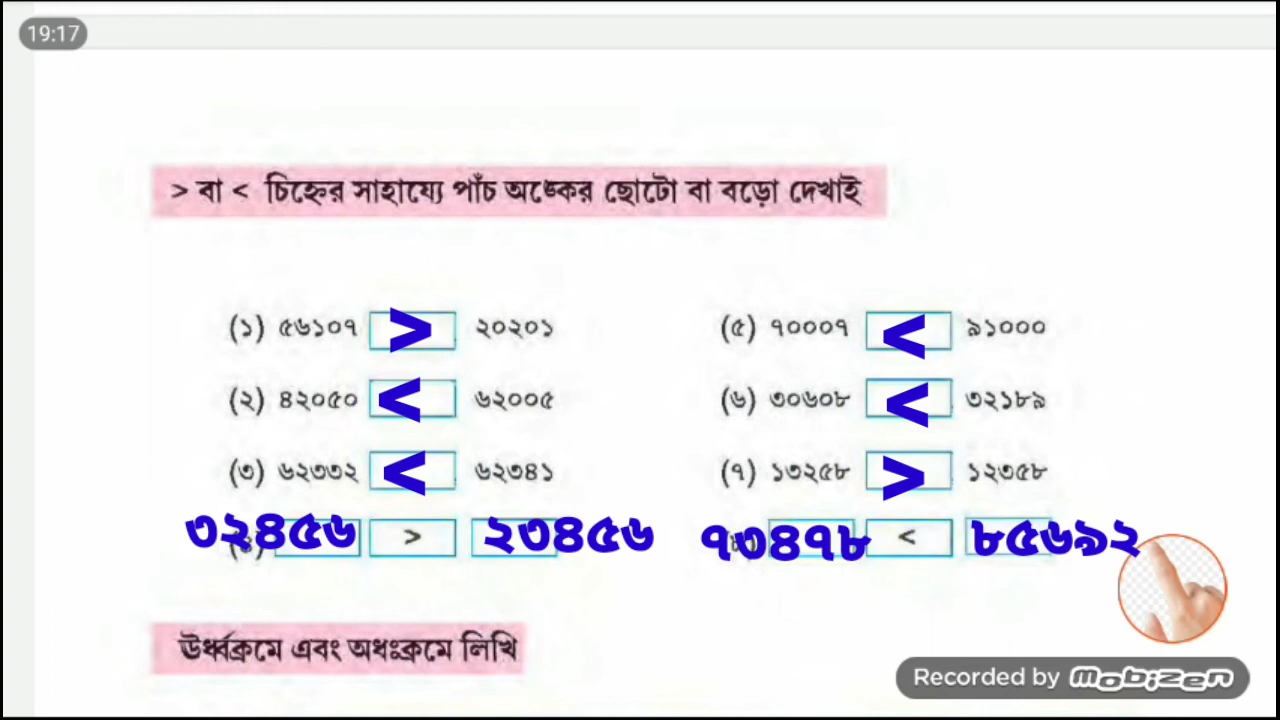 19:17
> বা < চিহ্নের সাহায্যে পাঁচ অঙ্কের ছোটো বা বড়ো দেখাই
(১) ৫৬১০৭ > ২০২০১
(৫) ৭০০০৭ < ৯১০০০
(২) ৪২০৫০ < ৬২০০৫
(৬) ৩০৬০৮ < ৩২১৮৯
(৩) ৬২৩৩২ < ৬২৩৪১
(৭) ১৩২৫৮ > ১২৩৫৮
৩২৪৫৬ > ২৩৪৫৬
৭৩৪৭৮ < ৮৫৬৯২
ঊর্ধ্বক্রমে এবং অধঃক্রমে লিখি
Recorded by mobizen